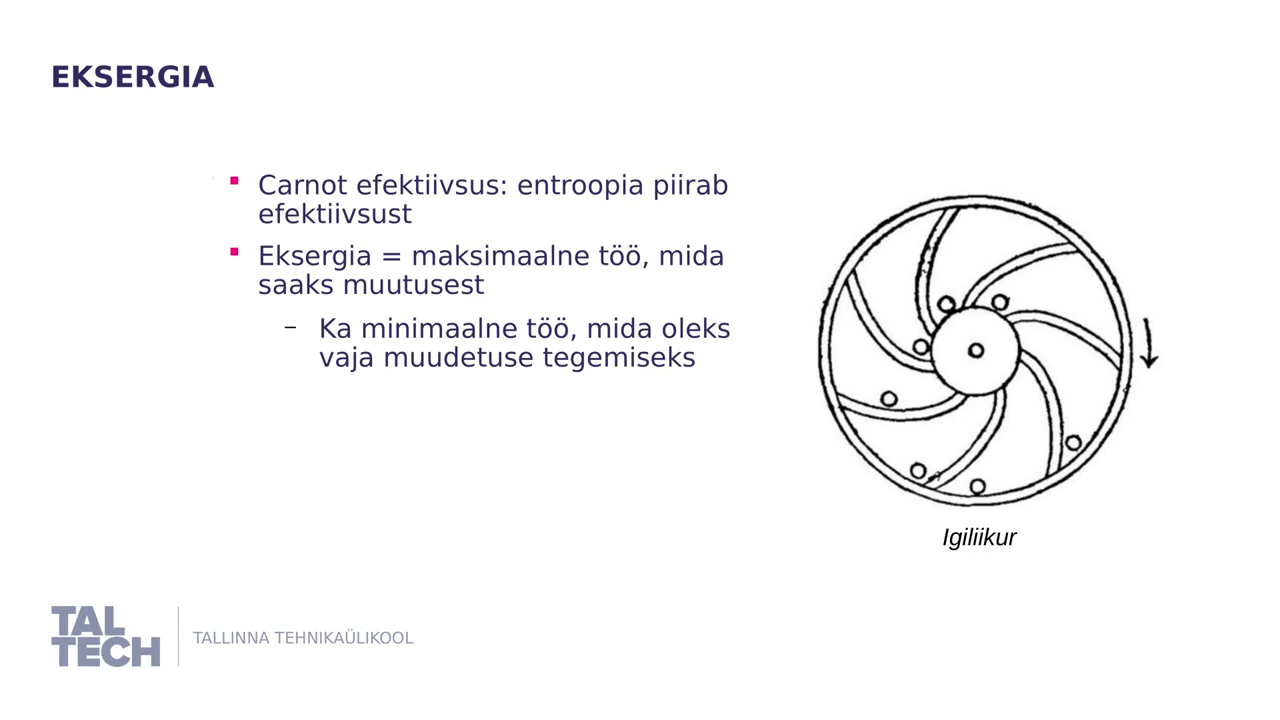 EKSERGIA
Carnot efektiivsus: entroopia piirab
efektiivsust
Eksergia = maksimaalne töö, mida
saaks muutusest
– Ka minimaalne töö, mida oleks
vaja muudetuse tegemiseks
Igiliikur
TAL
TECH
TALLINNA TEHNIKAÜLIKOOL